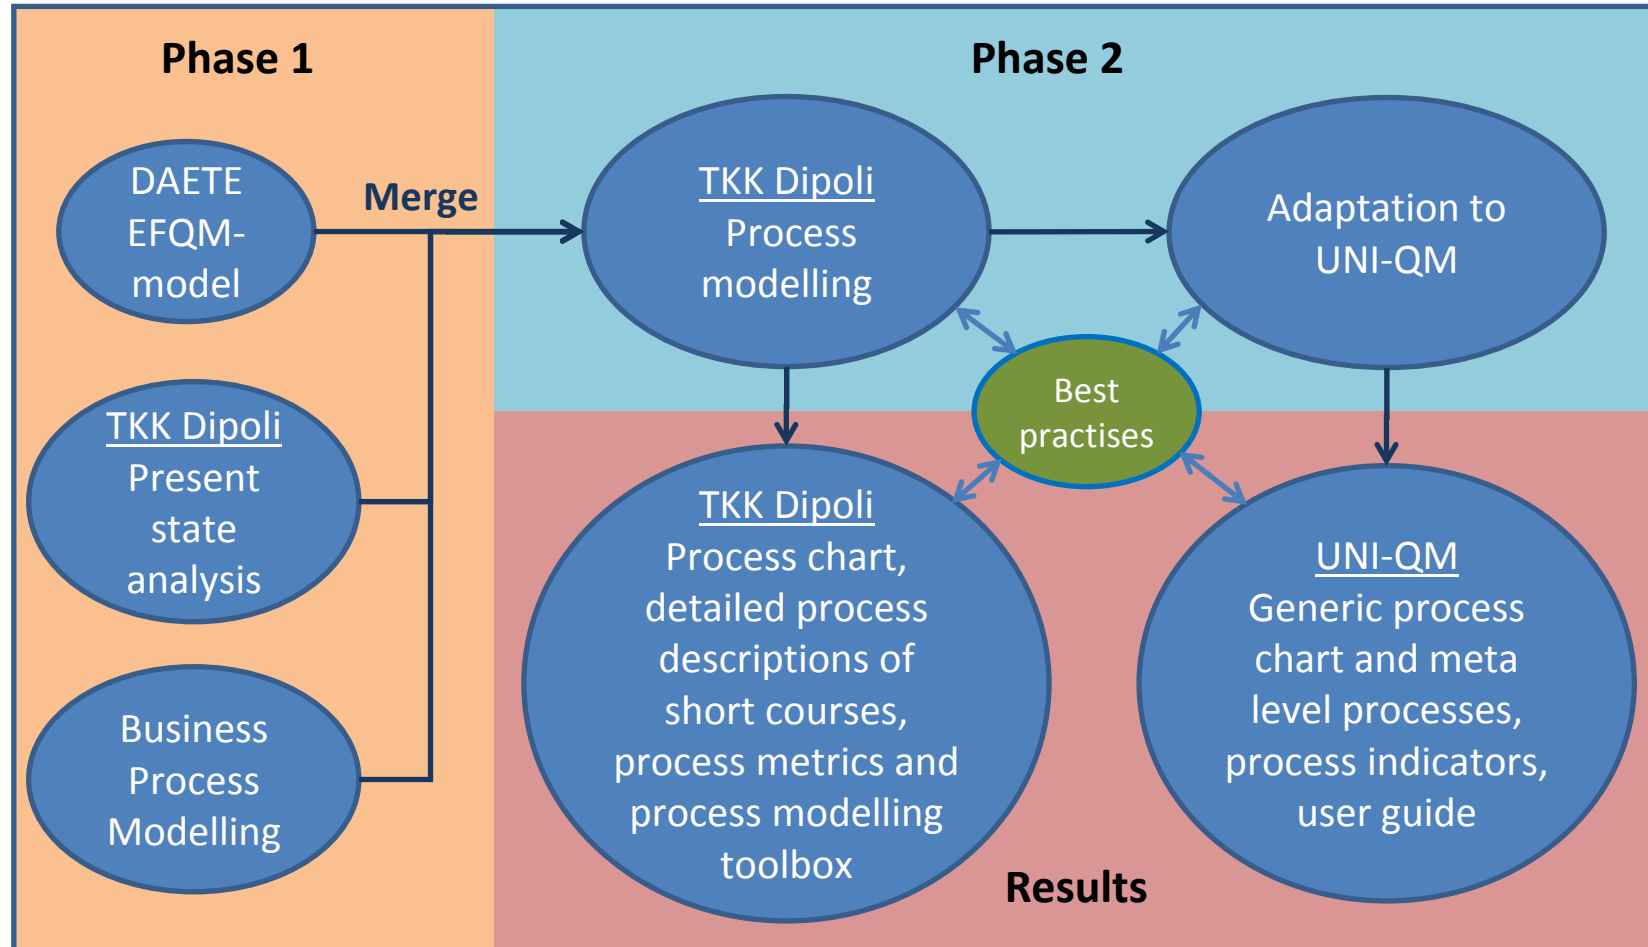 Phase 1
DAETE
EFQM-
model
Merge
TKK Dipoli
Present
state
analysis
Business
Process
Modelling
Phase 2
TKK Dipoli
Process
modelling
Adaptation to
UNI-QM
Best
practises
TKK Dipoli
Process chart,
detailed process
descriptions of
short courses,
process metrics and
process modelling
toolbox
UNI-QM
Generic process
chart and meta
level processes,
process indicators,
user guide
Results